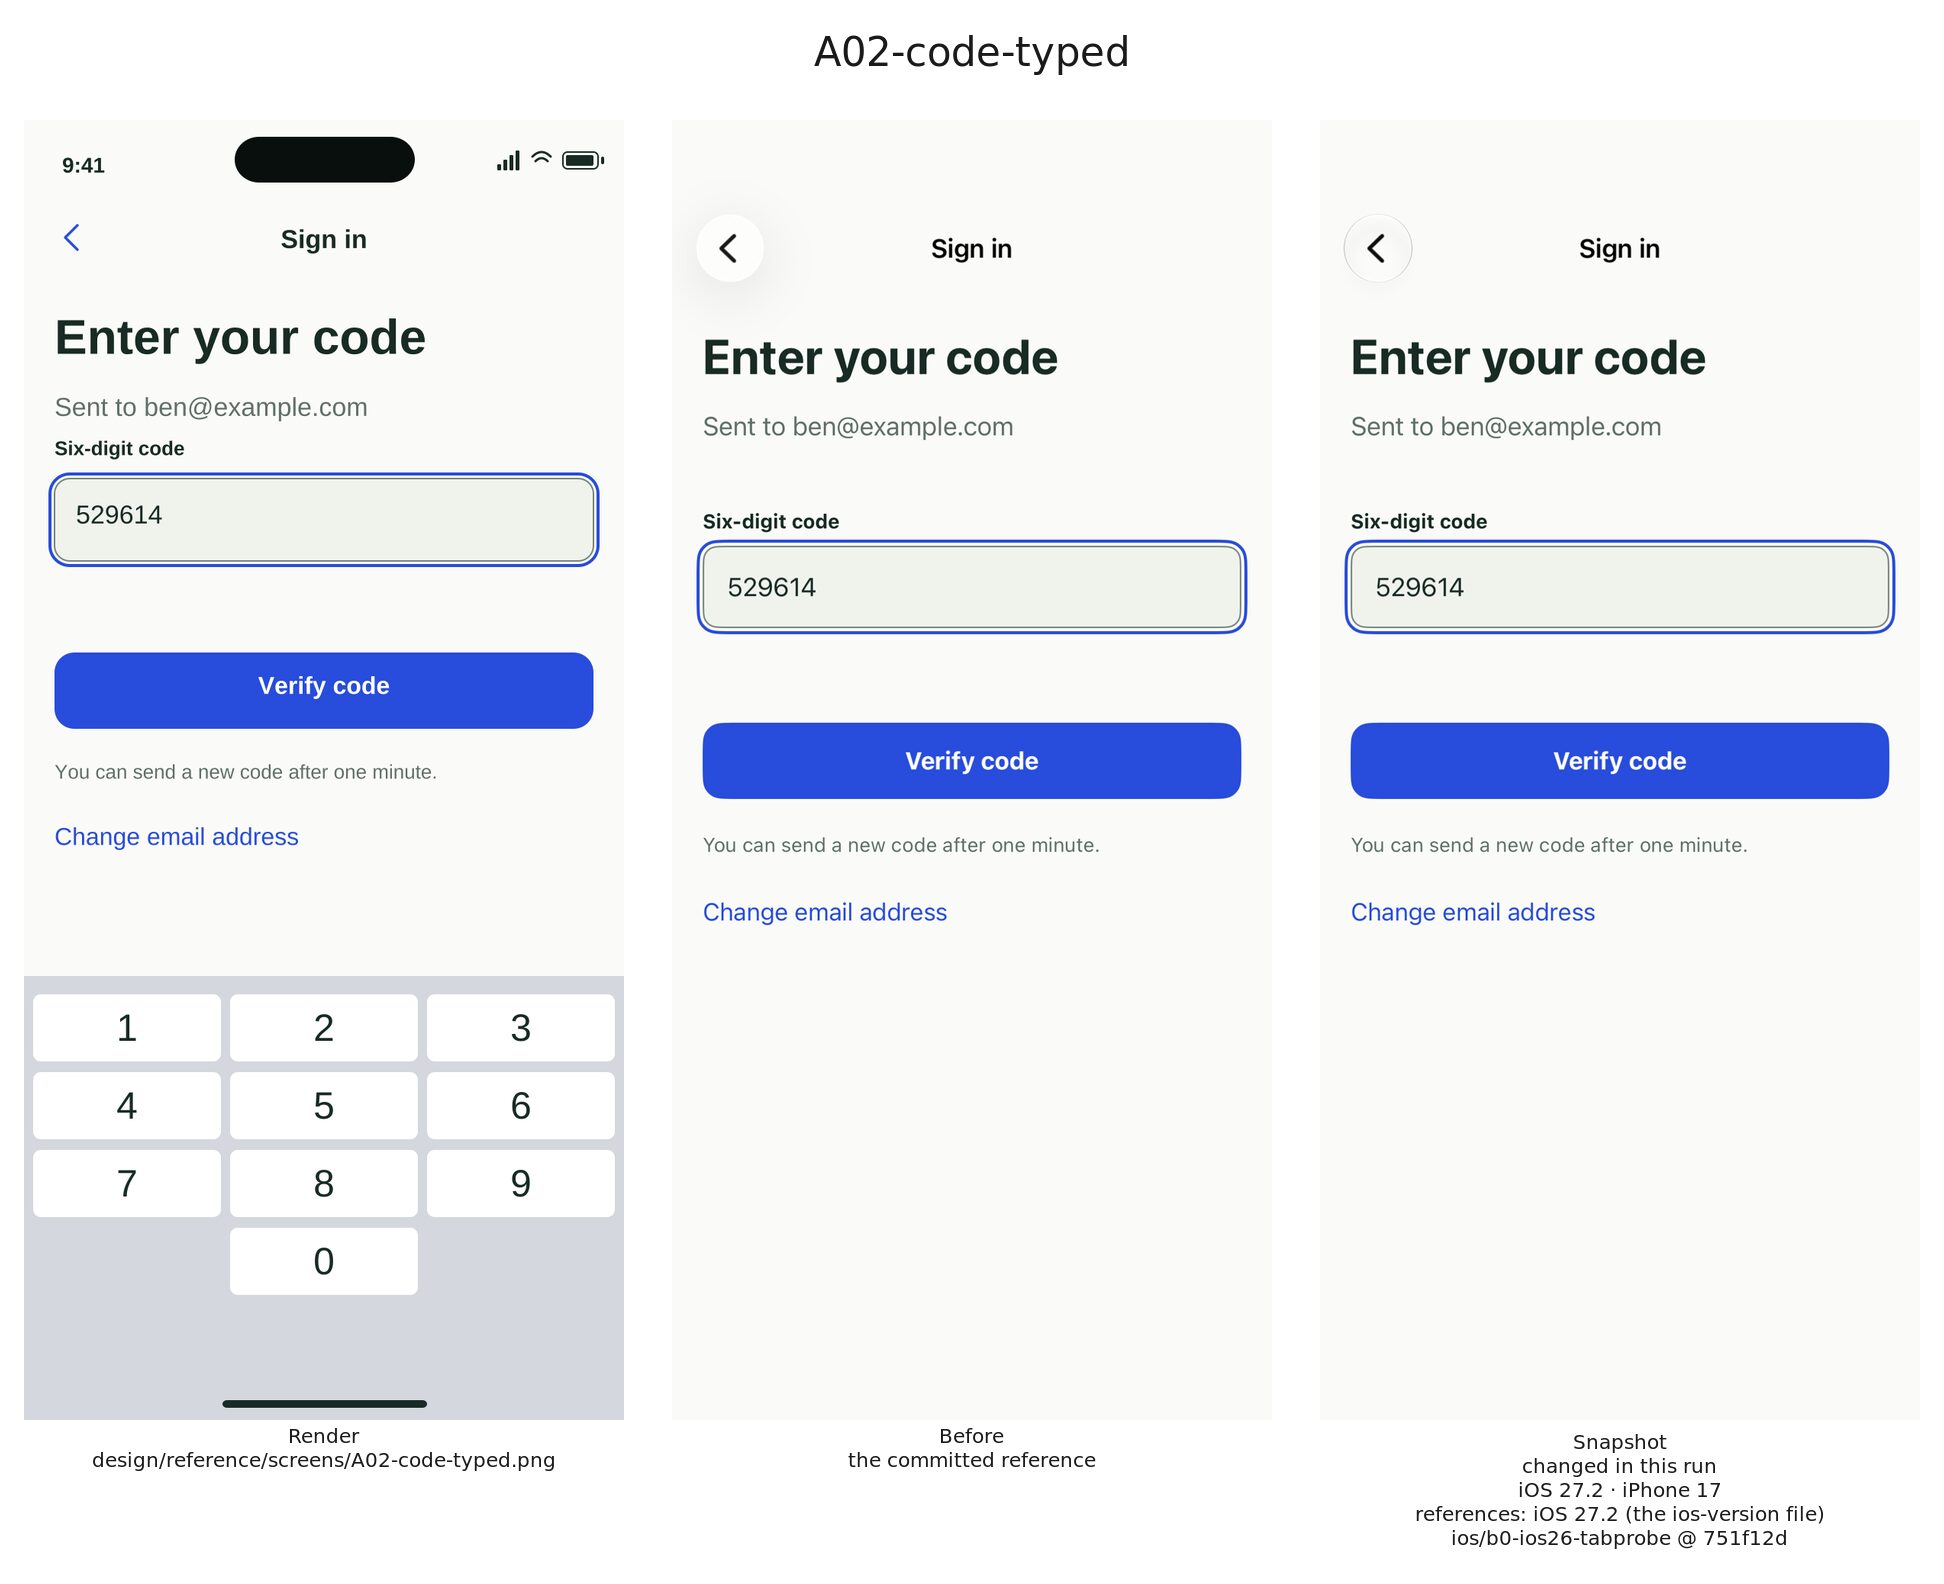 A02-code-typed
9:41
Sign in
Enter your code
Sent to ben@example.com
Six-digit code
529614
Verify code
You can send a new code after one minute.
Change email address
1 2 3
4 5 6
7 8 9
0
Render
design/reference/screens/A02-code-typed.png
Sign in
Enter your code
Sent to ben@example.com
Six-digit code
529614
Verify code
You can send a new code after one minute.
Change email address
Before
the committed reference
Sign in
Enter your code
Sent to ben@example.com
Six-digit code
529614
Verify code
You can send a new code after one minute.
Change email address
Snapshot
changed in this run
iOS 27.2 · iPhone 17
references: iOS 27.2 (the ios-version file)
ios/b0-ios26-tabprobe @ 751f12d